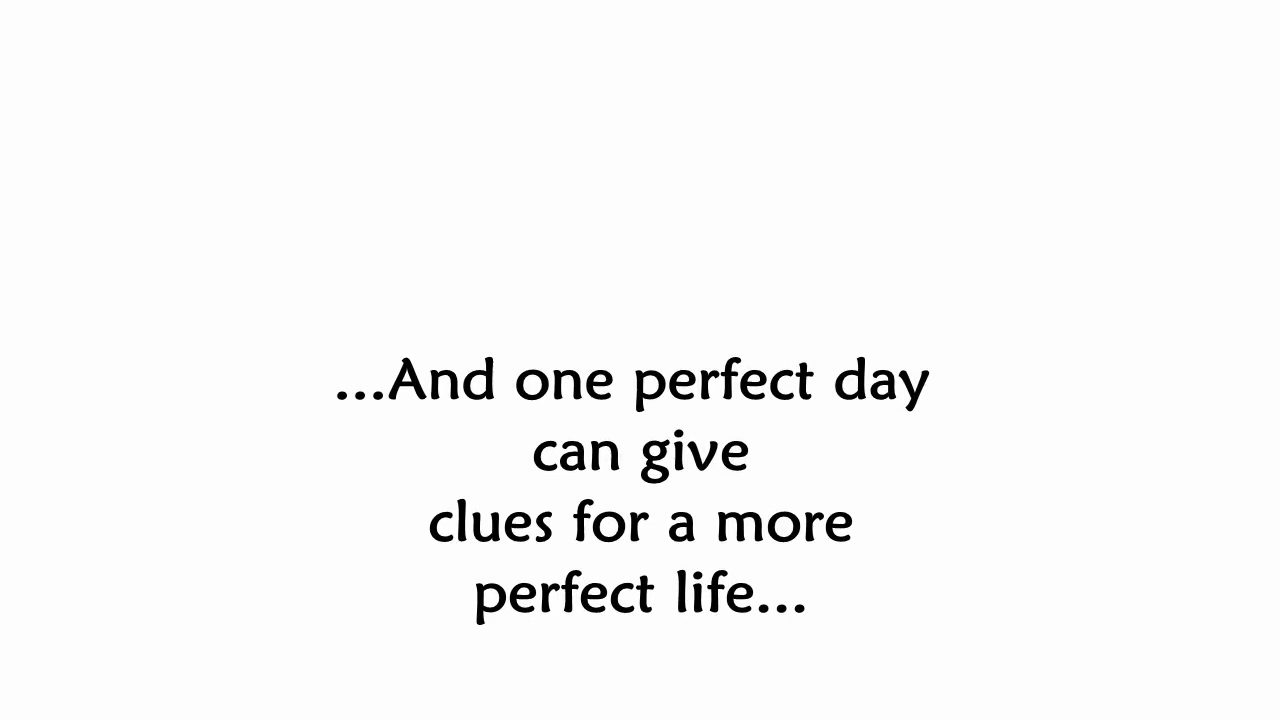 ...And one perfect day
can give
clues for a more
perfect life...